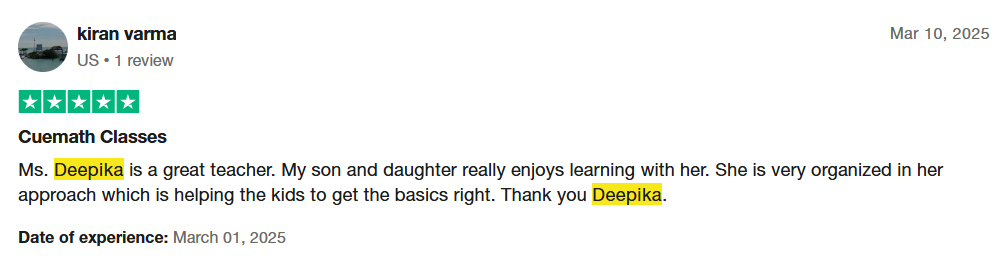 kiran varma
Mar 10, 2025
US • 1 review
Cuemath Classes
Ms. Deepika is a great teacher. My son and daughter really enjoys learning with her. She is very organized in her
approach which is helping the kids to get the basics right. Thank you Deepika.
Date of experience: March 01, 2025